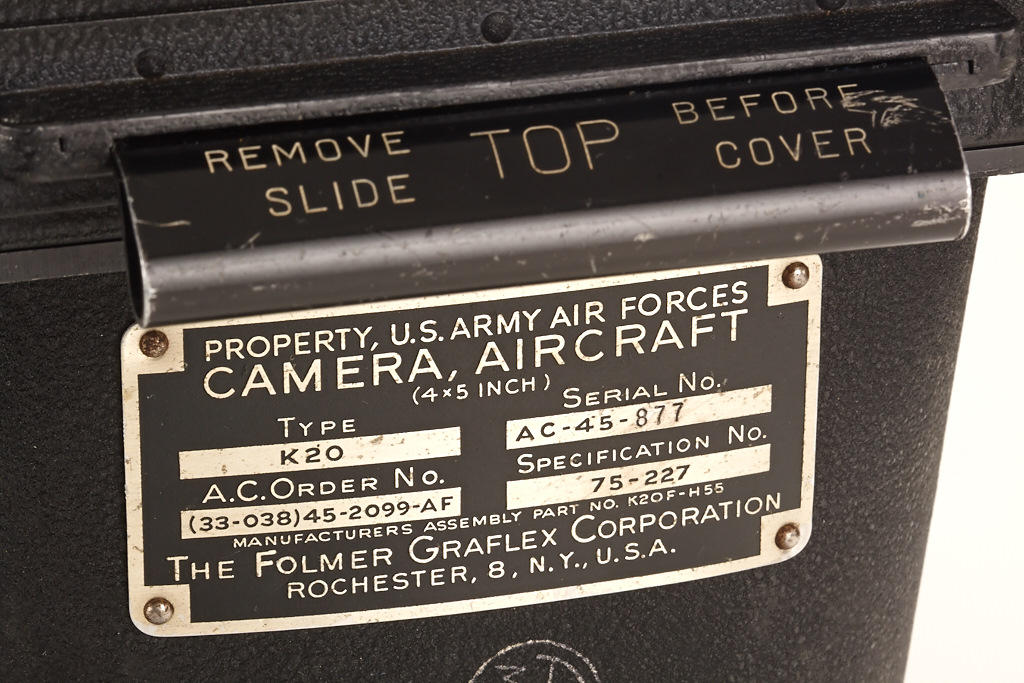 REMOVE TOP BEFORE
SLIDE COVER
PROPERTY, U.S. ARMY AIR FORCES
CAMERA, AIRCRAFT
(4×5 INCH)
TYPE SERIAL No.
K20 AC-45-877
A.C. ORDER No. SPECIFICATION No.
(33-038)45-2099-AF 75-227
MANUFACTURERS ASSEMBLY PART NO. K20F-H55
THE FOLMER GRAFLEX CORPORATION
ROCHESTER, 8, N.Y., U.S.A.